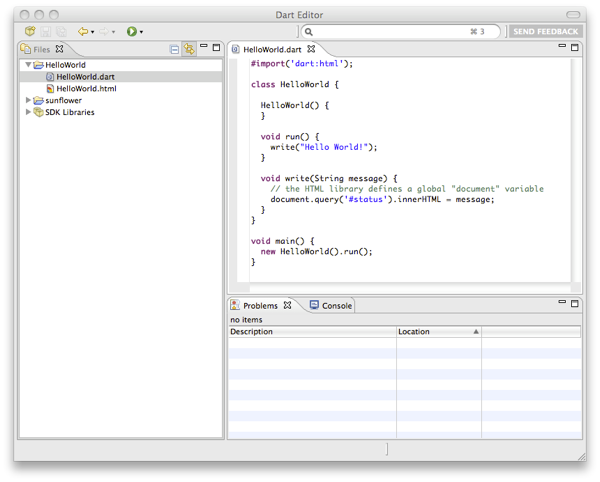 Dart Editor
⌘ 3
SEND FEEDBACK
Files
HelloWorld
HelloWorld.dart
HelloWorld.html
sunflower
SDK Libraries
HelloWorld.dart
#import('dart:html');
class HelloWorld {
HelloWorld() {
}
void run() {
write("Hello World!");
}
void write(String message) {
// the HTML library defines a global "document" variable
document.query('#status').innerHTML = message;
}
}
void main() {
new HelloWorld().run();
}
Problems
Console
no items
Description
Location